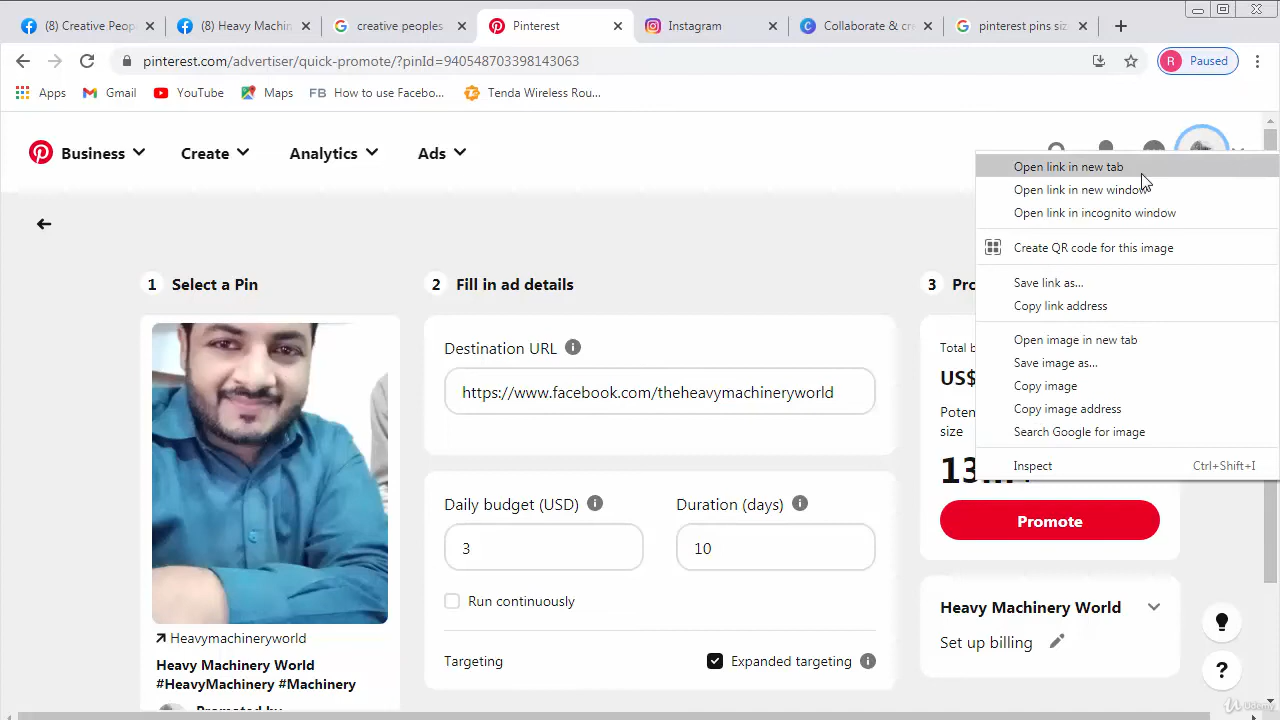 (8) Creative Peop
(8) Heavy Machin
creative peoples
Pinterest
Instagram
Collaborate & cr
pinterest pins siz
pinterest.com/advertiser/quick-promote/?pinId=940548703398143063
R Paused
Apps
Gmail
YouTube
Maps
FB How to use Facebo...
Tenda Wireless Rou...
Business
Create
Analytics
Ads
Open link in new tab
Open link in new window
Open link in incognito window
Create QR code for this image
Save link as...
Copy link address
Open image in new tab
Save image as...
Copy image
Copy image address
Search Google for image
Inspect Ctrl+Shift+I
1 Select a Pin
Heavymachineryworld
Heavy Machinery World
#HeavyMachinery #Machinery
Promoted by
2 Fill in ad details
Destination URL
https://www.facebook.com/theheavymachineryworld
Daily budget (USD)
Duration (days)
3
10
Run continuously
Targeting
Expanded targeting
3 Pro
Total b
US$
Poten
size
Promote
Heavy Machinery World
Set up billing
?
Udemy